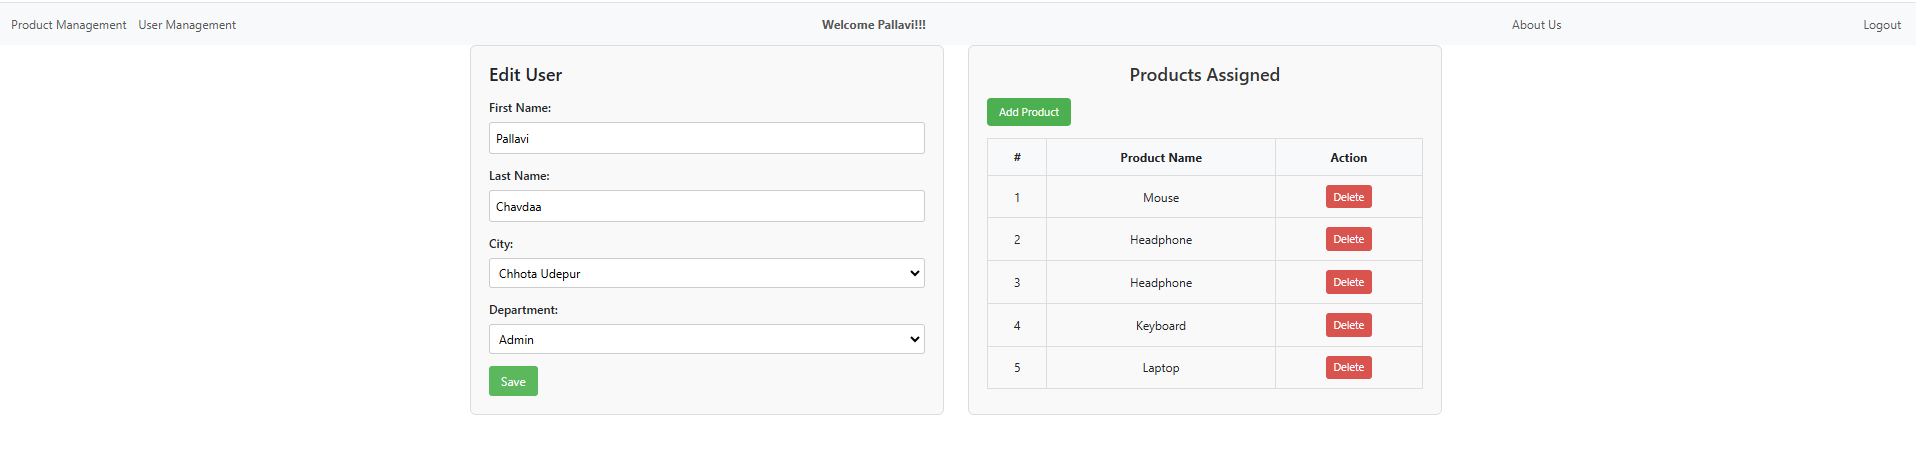 Product Management User Management Welcome Pallavi!!! About Us Logout
Edit User
First Name:
Pallavi
Last Name:
Chavdaa
City:
Chhota Udepur
Department:
Admin
Save
Products Assigned
Add Product
# Product Name Action
1 Mouse Delete
2 Headphone Delete
3 Headphone Delete
4 Keyboard Delete
5 Laptop Delete